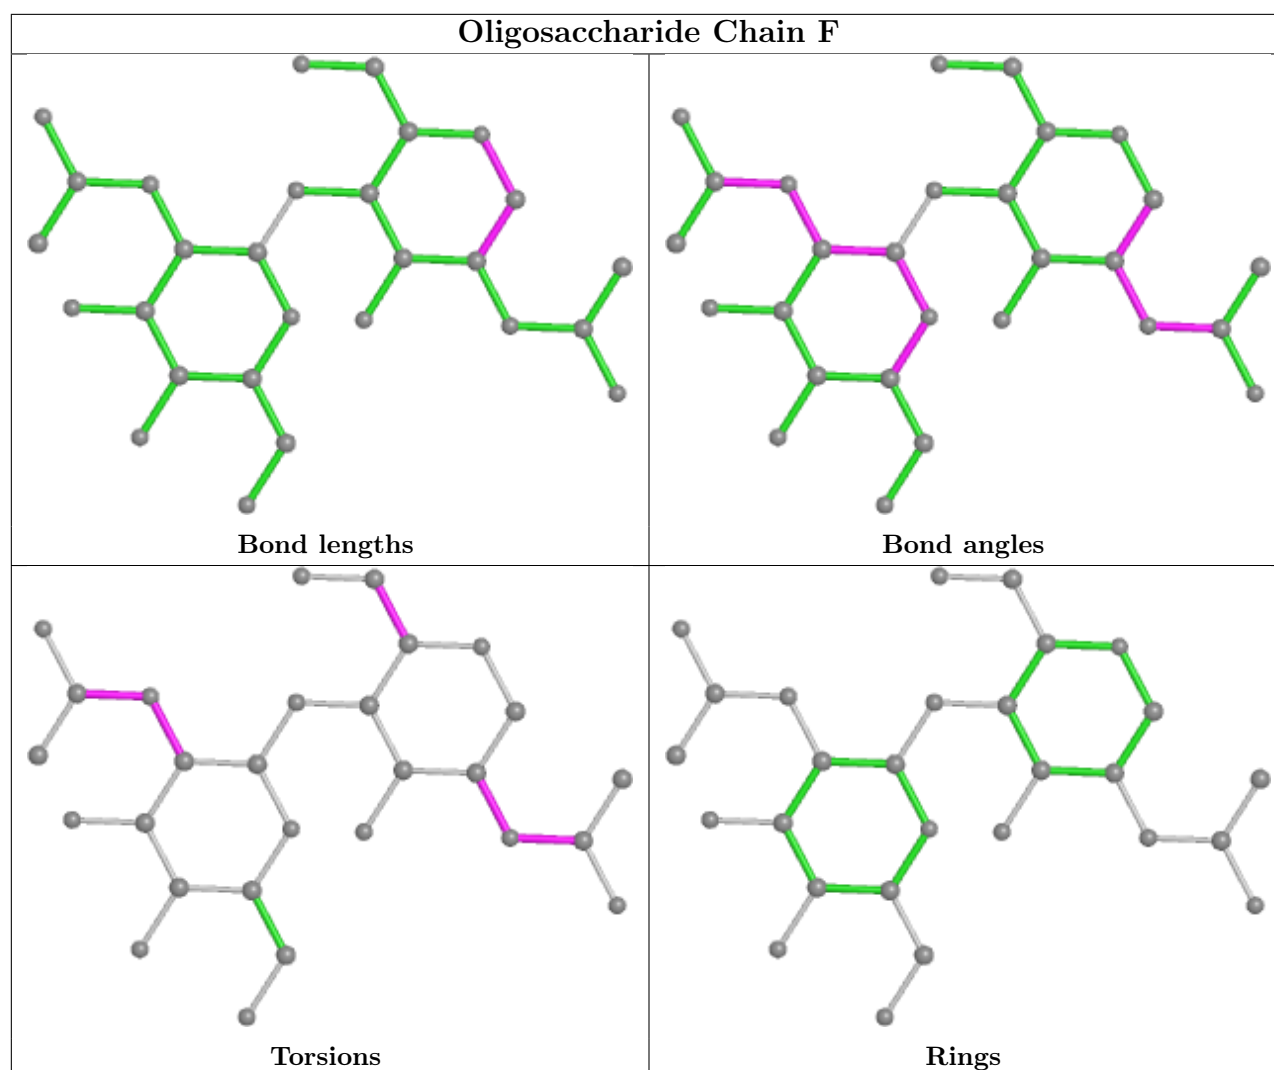 Oligosaccharide Chain F
Bond lengths
Bond angles
Torsions
Rings